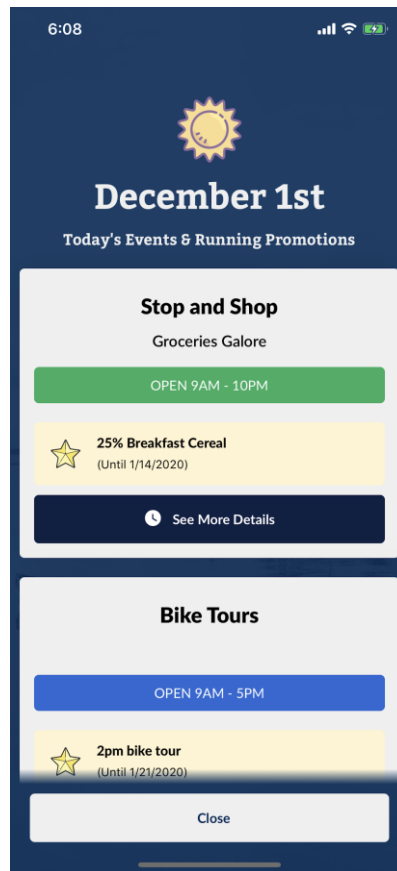 6:08
December 1st
Today's Events & Running Promotions
Stop and Shop
Groceries Galore
OPEN 9AM - 10PM
25% Breakfast Cereal
(Until 1/14/2020)
See More Details
Bike Tours
OPEN 9AM - 5PM
2pm bike tour
(Until 1/21/2020)
Close